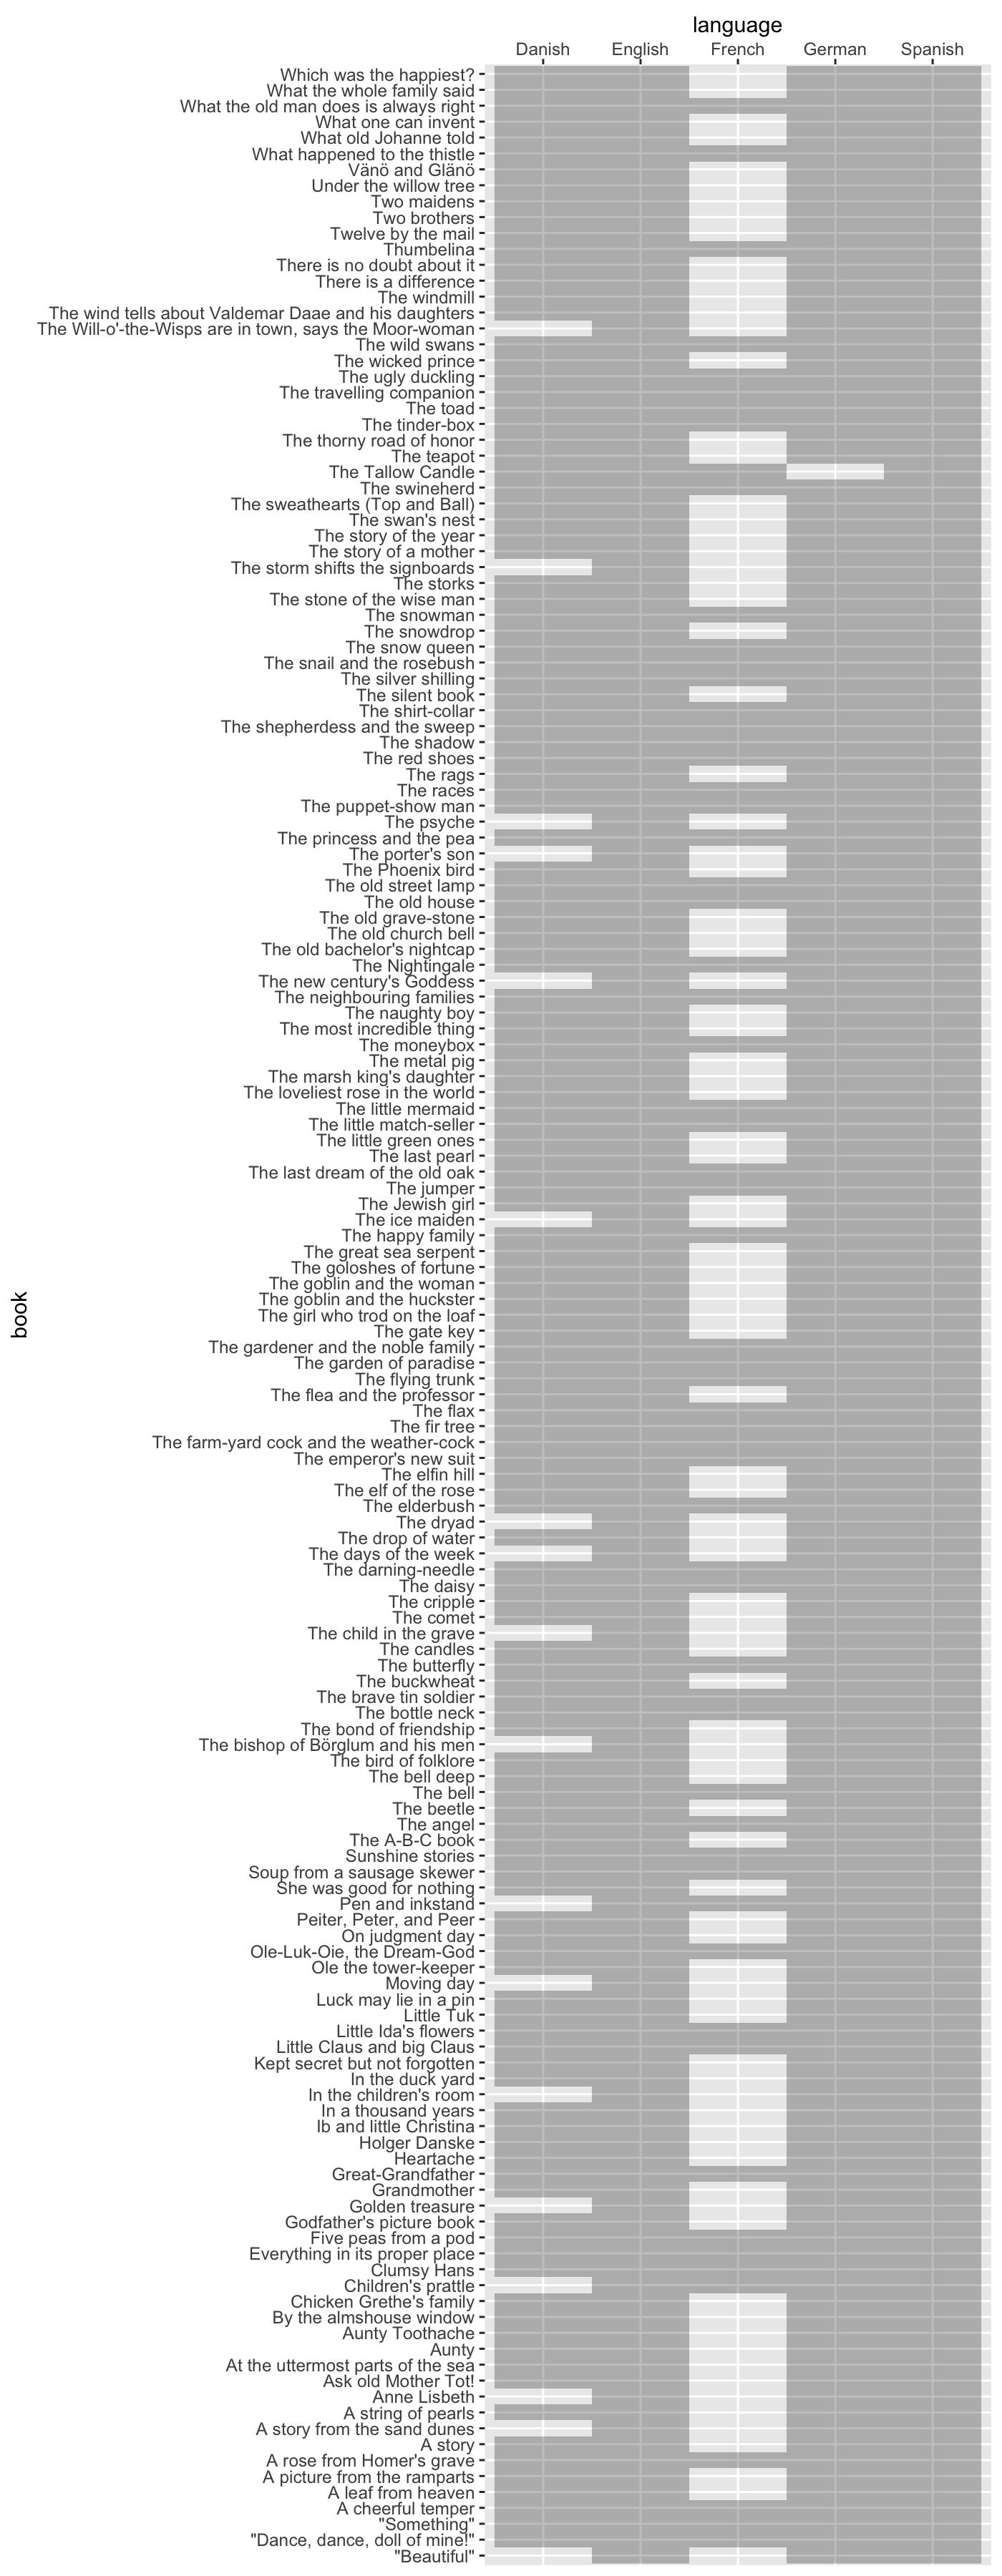 language
Danish English French German Spanish
Which was the happiest?
What the whole family said
What the old man does is always right
What one can invent
What old Johanne told
What happened to the thistle
Vänö and Glänö
Under the willow tree
Two maidens
Two brothers
Twelve by the mail
Thumbelina
There is no doubt about it
There is a difference
The windmill
The wind tells about Valdemar Daae and his daughters
The Will-o'-the-Wisps are in town, says the Moor-woman
The wild swans
The wicked prince
The ugly duckling
The travelling companion
The toad
The tinder-box
The thorny road of honor
The teapot
The Tallow Candle
The swineherd
The sweathearts (Top and Ball)
The swan's nest
The story of the year
The story of a mother
The storm shifts the signboards
The storks
The stone of the wise man
The snowman
The snowdrop
The snow queen
The snail and the rosebush
The silver shilling
The silent book
The shirt-collar
The shepherdess and the sweep
The shadow
The red shoes
The rags
The races
The puppet-show man
The psyche
The princess and the pea
The porter's son
The Phoenix bird
The old street lamp
The old house
The old grave-stone
The old church bell
The old bachelor's nightcap
The Nightingale
The new century's Goddess
The neighbouring families
The naughty boy
The most incredible thing
The moneybox
The metal pig
The marsh king's daughter
The loveliest rose in the world
The little mermaid
The little match-seller
The little green ones
The last pearl
The last dream of the old oak
The jumper
The Jewish girl
The ice maiden
The happy family
The great sea serpent
The goloshes of fortune
The goblin and the woman
The goblin and the huckster
The girl who trod on the loaf
The gate key
The gardener and the noble family
The garden of paradise
The flying trunk
The flea and the professor
The flax
The fir tree
The farm-yard cock and the weather-cock
The emperor's new suit
The elfin hill
The elf of the rose
The elderbush
The dryad
The drop of water
The days of the week
The darning-needle
The daisy
The cripple
The comet
The child in the grave
The candles
The butterfly
The buckwheat
The brave tin soldier
The bottle neck
The bond of friendship
The bishop of Börglum and his men
The bird of folklore
The bell deep
The bell
The beetle
The angel
The A-B-C book
Sunshine stories
Soup from a sausage skewer
She was good for nothing
Pen and inkstand
Peiter, Peter, and Peer
On judgment day
Ole-Luk-Oie, the Dream-God
Ole the tower-keeper
Moving day
Luck may lie in a pin
Little Tuk
Little Ida's flowers
Little Claus and big Claus
Kept secret but not forgotten
In the duck yard
In the children's room
In a thousand years
Ib and little Christina
Holger Danske
Heartache
Great-Grandfather
Grandmother
Golden treasure
Godfather's picture book
Five peas from a pod
Everything in its proper place
Clumsy Hans
Children's prattle
Chicken Grethe's family
By the almshouse window
Aunty Toothache
Aunty
At the uttermost parts of the sea
Ask old Mother Tot!
Anne Lisbeth
A string of pearls
A story from the sand dunes
A story
A rose from Homer's grave
A picture from the ramparts
A leaf from heaven
A cheerful temper
"Something"
"Dance, dance, doll of mine!"
"Beautiful"
book